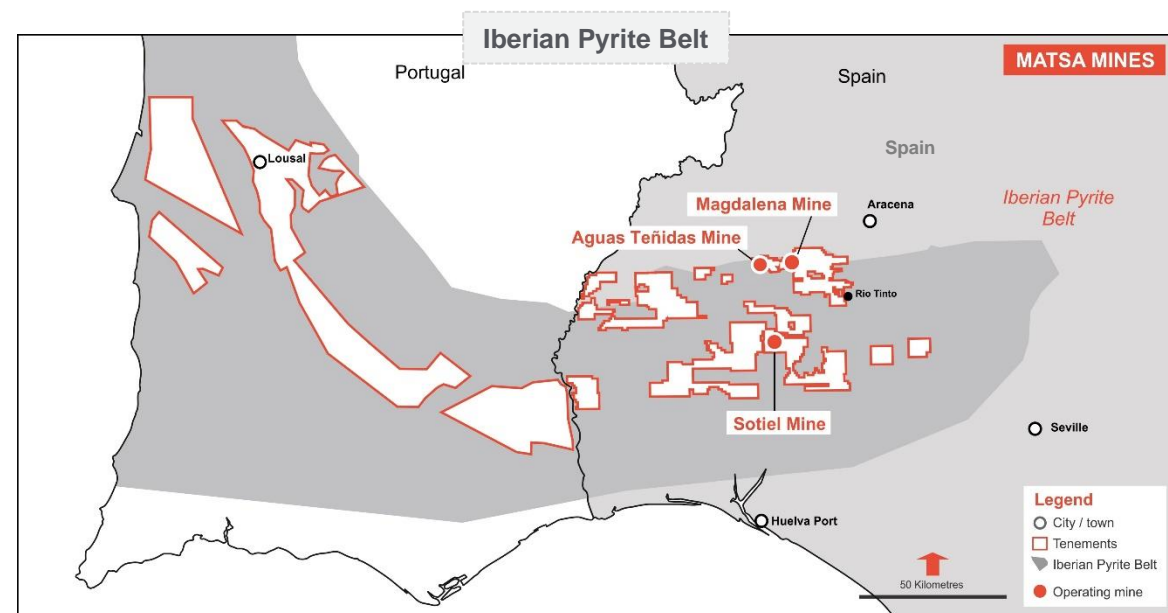 Iberian Pyrite Belt
MATSA MINES
Portugal
Spain
Spain
Lousal
Magdalena Mine
Aracena
Iberian Pyrite
Belt
Aguas Teñidas Mine
Rio Tinto
Sotiel Mine
Seville
Huelva Port
Legend
City / town
Tenements
Iberian Pyrite Belt
Operating mine
50 Kilometres